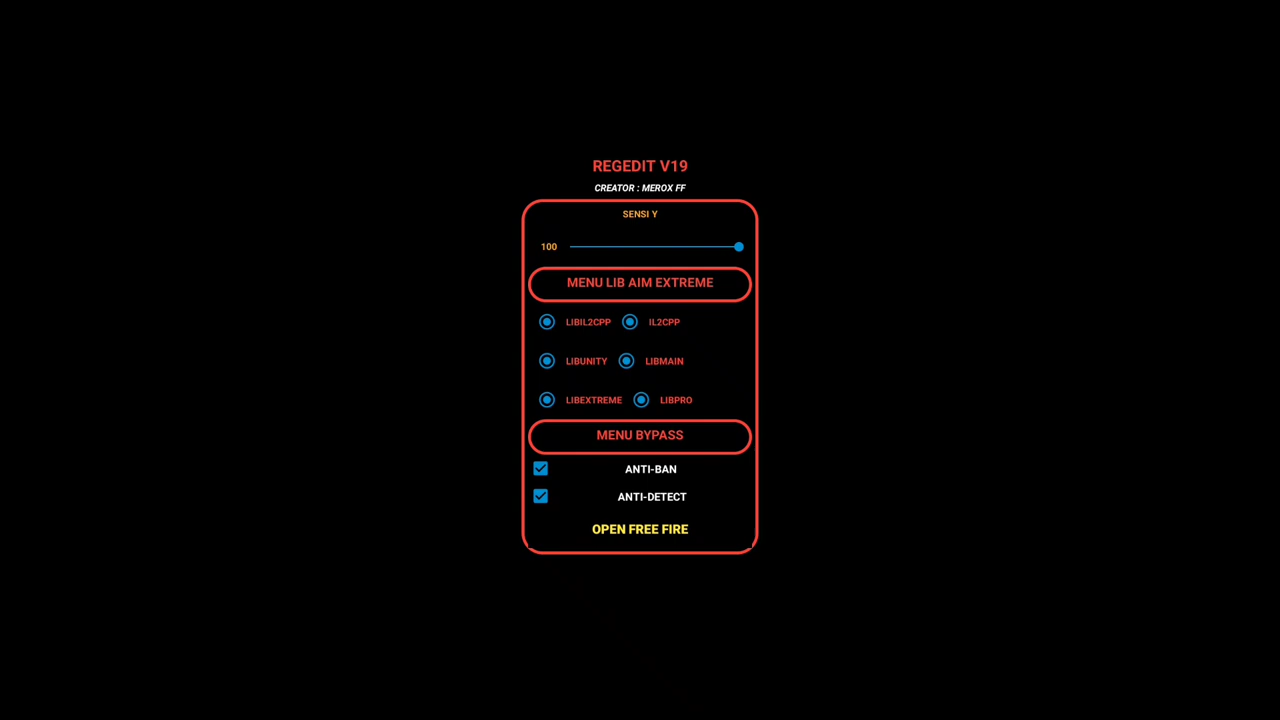 REGEDIT V19
CREATOR : MEROX FF
SENSI Y
100
MENU LIB AIM EXTREME
LIBIL2CPP IL2CPP
LIBUNITY LIBMAIN
LIBEXTREME LIBPRO
MENU BYPASS
ANTI-BAN
ANTI-DETECT
OPEN FREE FIRE